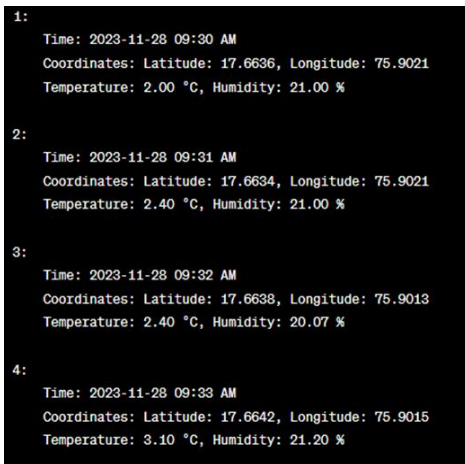 1:
Time: 2023-11-28 09:30 AM
Coordinates: Latitude: 17.6636, Longitude: 75.9021
Temperature: 2.00 °C, Humidity: 21.00 %
2:
Time: 2023-11-28 09:31 AM
Coordinates: Latitude: 17.6634, Longitude: 75.9021
Temperature: 2.40 °C, Humidity: 21.00 %
3:
Time: 2023-11-28 09:32 AM
Coordinates: Latitude: 17.6638, Longitude: 75.9013
Temperature: 2.40 °C, Humidity: 20.07 %
4:
Time: 2023-11-28 09:33 AM
Coordinates: Latitude: 17.6642, Longitude: 75.9015
Temperature: 3.10 °C, Humidity: 21.20 %